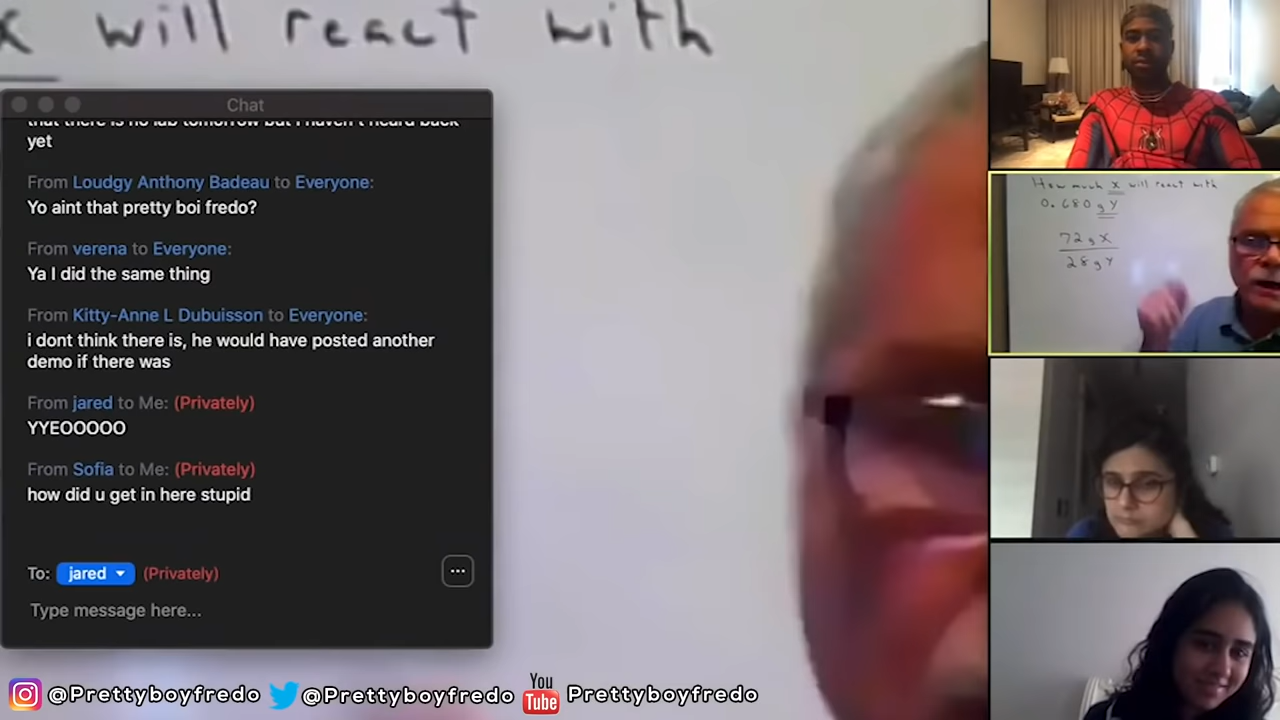 x will react with
Chat
that there is no lab tomorrow but i haven't heard back
yet
From Loudgy Anthony Badeau to Everyone:
Yo aint that pretty boi fredo?
From verena to Everyone:
Ya I did the same thing
From Kitty-Anne L Dubuisson to Everyone:
i dont think there is, he would have posted another
demo if there was
From jared to Me: (Privately)
YYEOOOOO
From Sofia to Me: (Privately)
how did u get in here stupid
To: jared (Privately)
Type message here...
How much x will react with
0.680 g Y
72 g X
28 g Y
@Prettyboyfredo @Prettyboyfredo You Tube Prettyboyfredo